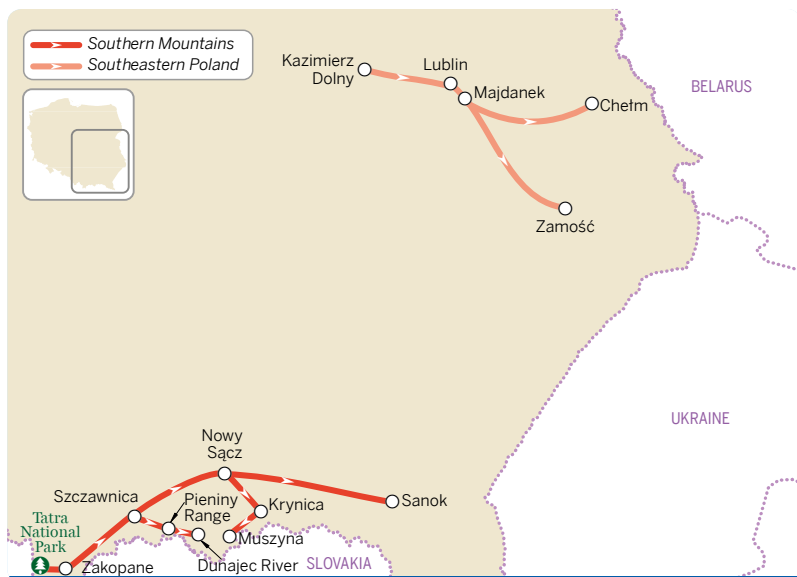 Southern Mountains
Southeastern Poland
Kazimierz
Dolny
Lublin
Majdanek
Chełm
Zamość
BELARUS
UKRAINE
Nowy
Sącz
Szczawnica
Pieniny
Range
Krynica
Sanok
Tatra
National
Park
Muszyna
Zakopane
Dunajec River
SLOVAKIA